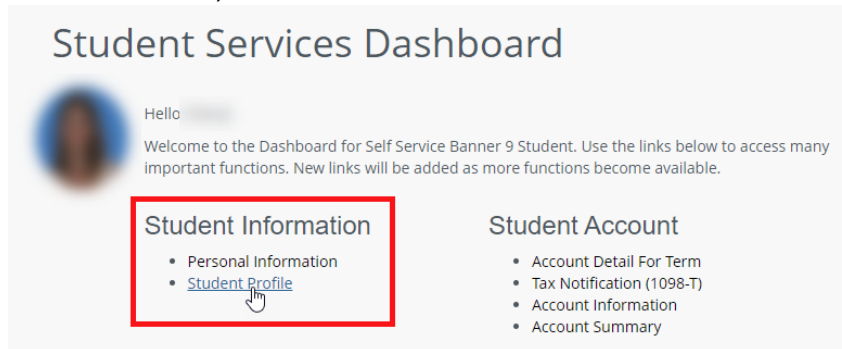 Student Services Dashboard
Hello
Welcome to the Dashboard for Self Service Banner 9 Student. Use the links below to access many
important functions. New links will be added as more functions become available.
Student Information
• Personal Information
• Student Profile
Student Account
• Account Detail For Term
• Tax Notification (1098-T)
• Account Information
• Account Summary